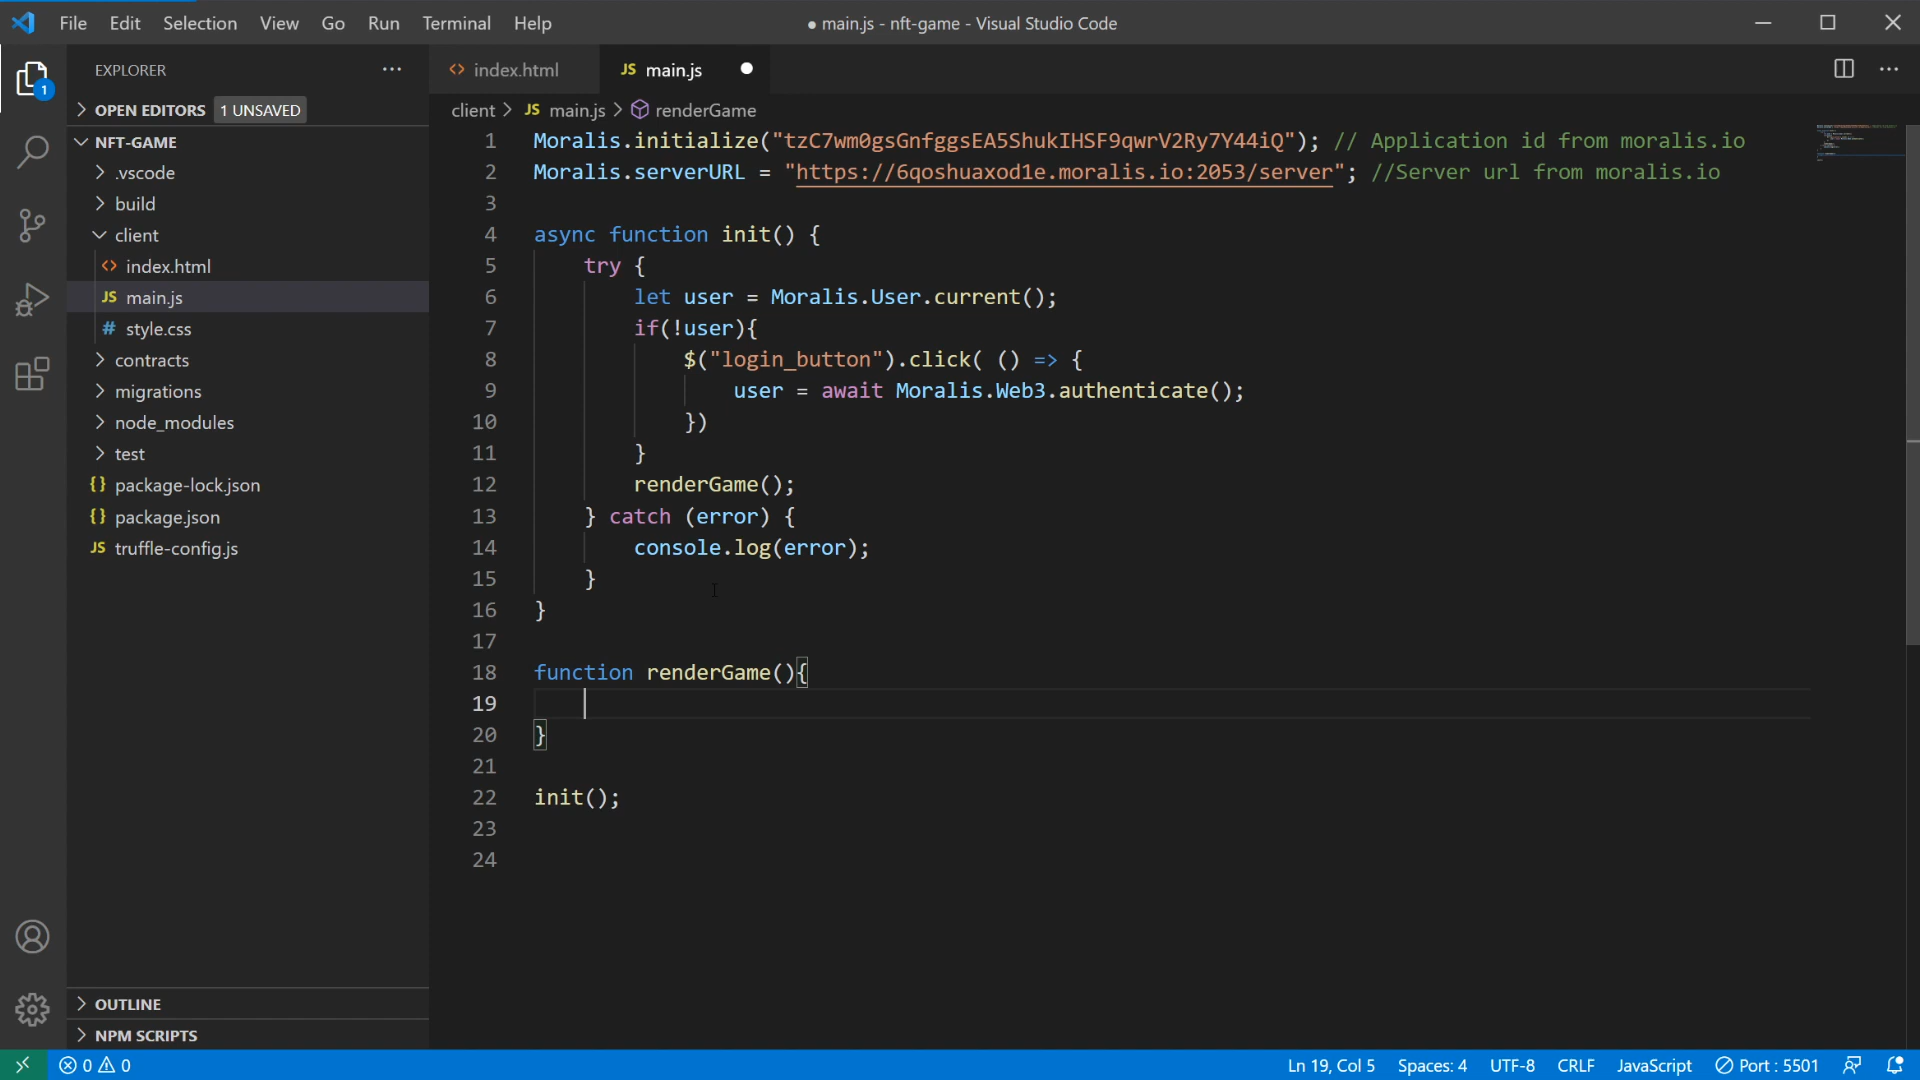 File Edit Selection View Go Run Terminal Help ● main.js - nft-game - Visual Studio Code
EXPLORER ...
index.html JS main.js
1
OPEN EDITORS 1 UNSAVED
client > JS main.js > renderGame
NFT-GAME
.vscode
build
client
index.html
JS main.js
# style.css
contracts
migrations
node_modules
test
{} package-lock.json
{} package.json
JS truffle-config.js
OUTLINE
NPM SCRIPTS
1 Moralis.initialize("tzC7wm0gsGnfggsEA5ShukIHSF9qwrV2Ry7Y44iQ"); // Application id from moralis.io
2 Moralis.serverURL = "https://6qoshuaxod1e.moralis.io:2053/server"; //Server url from moralis.io
3
4 async function init() {
5 try {
6 let user = Moralis.User.current();
7 if(!user){
8 $("login_button").click( () => {
9 user = await Moralis.Web3.authenticate();
10 })
11 }
12 renderGame();
13 } catch (error) {
14 console.log(error);
15 }
16 }
17
18 function renderGame(){
19
20 }
21
22 init();
23
24
0 0 Ln 19, Col 5 Spaces: 4 UTF-8 CRLF JavaScript Port : 5501